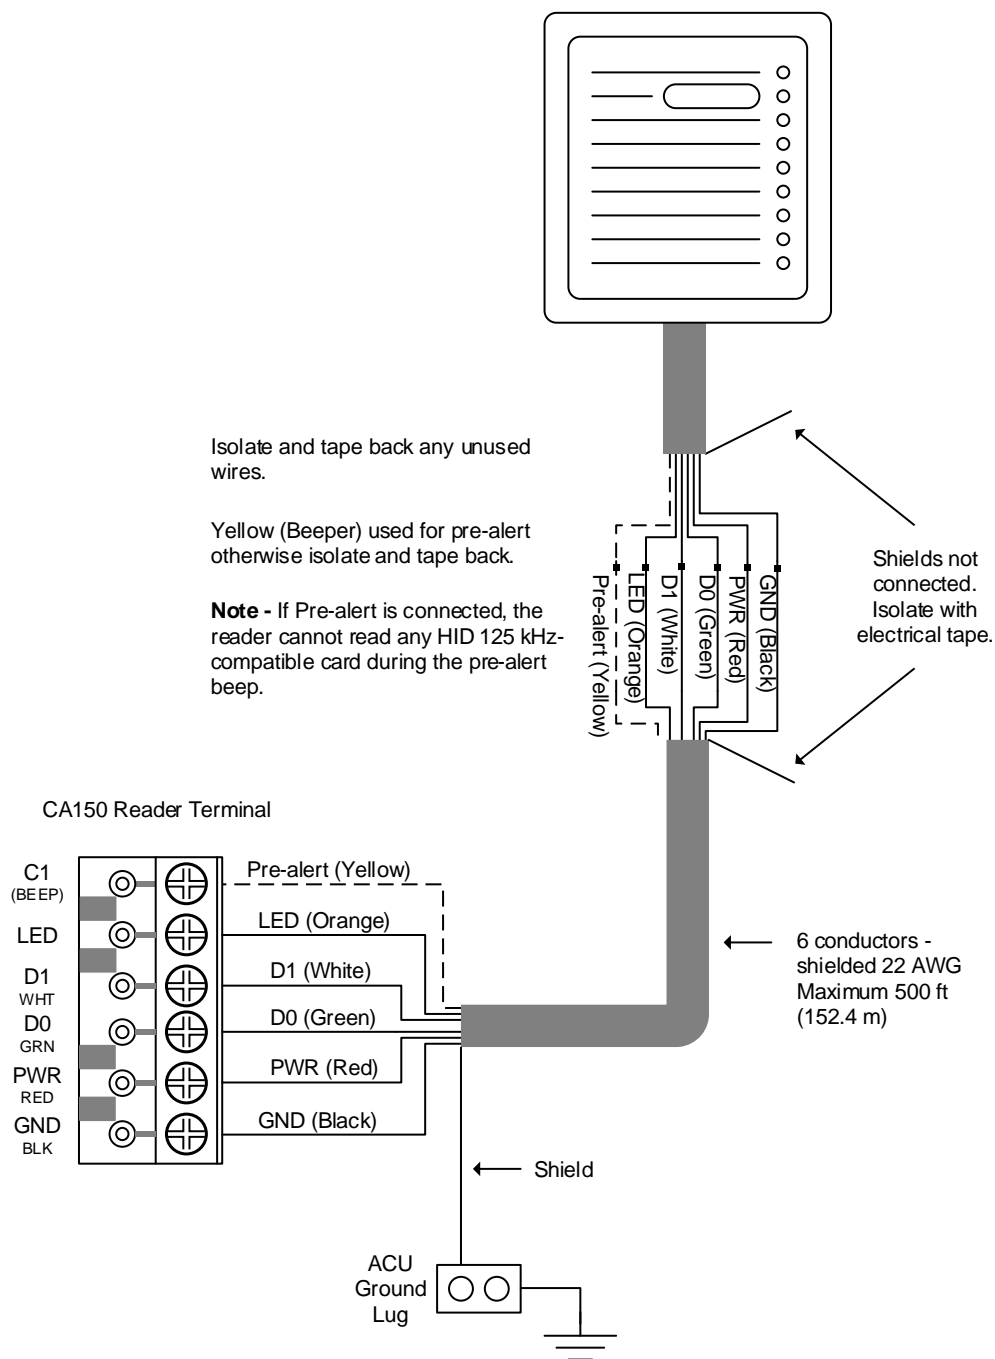 Isolate and tape back any unused
wires.
Yellow (Beeper) used for pre-alert
otherwise isolate and tape back.
Note - If Pre-alert is connected, the
reader cannot read any HID 125 kHz-
compatible card during the pre-alert
beep.
Pre-alert (Yellow)
LED (Orange)
D1 (White)
D0 (Green)
PWR (Red)
GND (Black)
Shields not
connected.
Isolate with
electrical tape.
CA150 Reader Terminal
C1
(BEEP)
LED
D1
WHT
D0
GRN
PWR
RED
GND
BLK
Pre-alert (Yellow)
LED (Orange)
D1 (White)
D0 (Green)
PWR (Red)
GND (Black)
6 conductors -
shielded 22 AWG
Maximum 500 ft
(152.4 m)
Shield
ACU
Ground
Lug